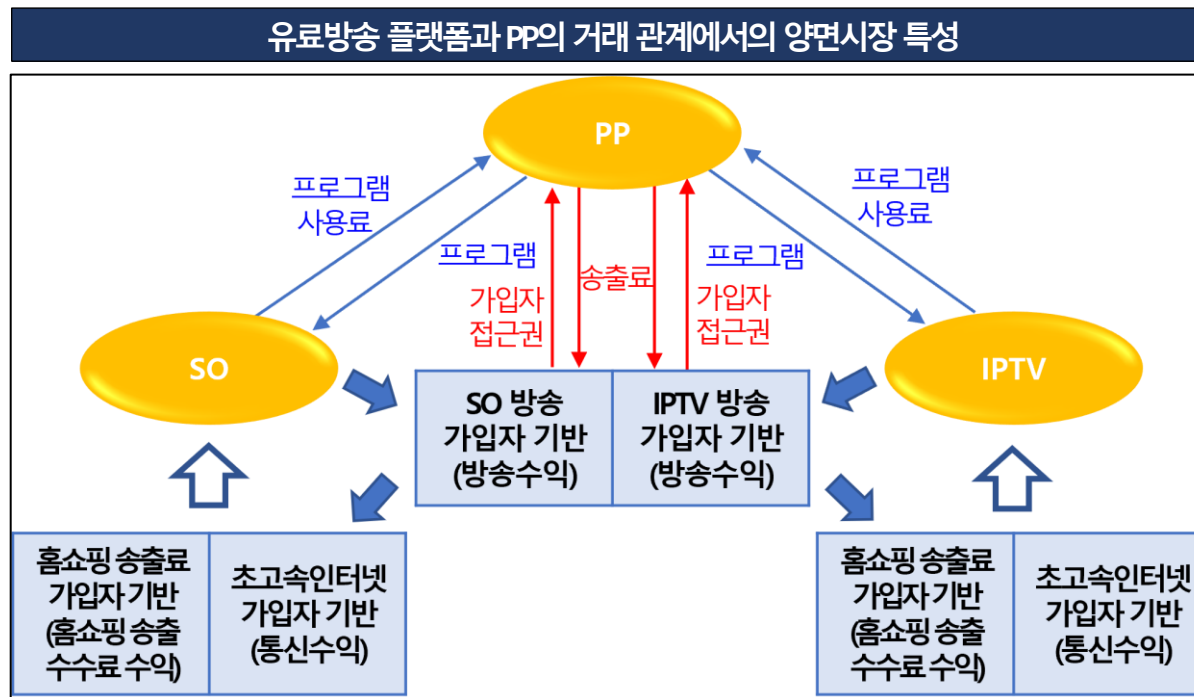 유료방송 플랫폼과 PP의 거래 관계에서의 양면시장 특성
PP
프로그램
사용료
프로그램
사용료
프로그램
송출료
프로그램
가입자
접근권
가입자
접근권
SO
IPTV
SO 방송
가입자 기반
(방송수익)
IPTV 방송
가입자 기반
(방송수익)
홈쇼핑 송출료
가입자 기반
(홈쇼핑 송출
수수료 수익)
초고속인터넷
가입자 기반
(통신수익)
홈쇼핑 송출료
가입자 기반
(홈쇼핑 송출
수수료 수익)
초고속인터넷
가입자 기반
(통신수익)